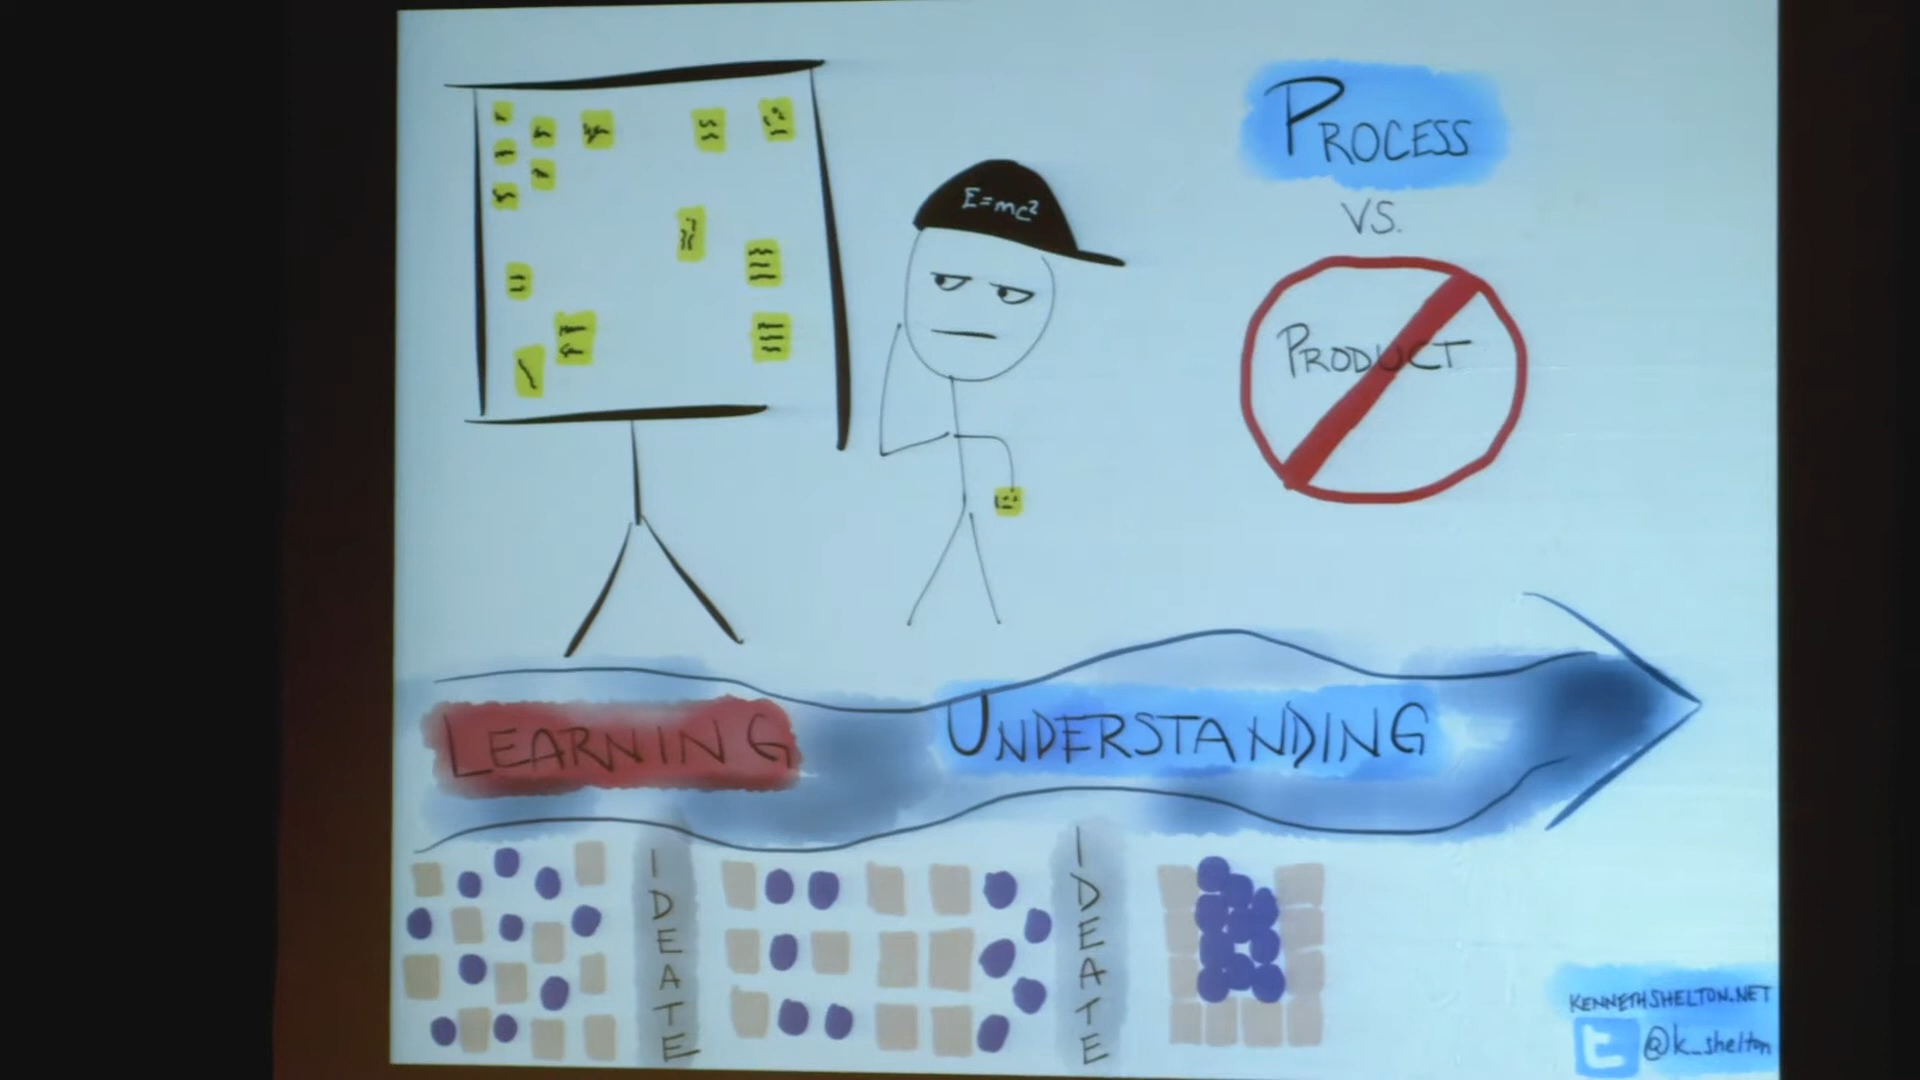 E=mc²
PROCESS
VS.
PRODUCT
LEARNING
UNDERSTANDING
IDEATE
IDEATE
KENNETHSHELTON.NET
@k_shelton